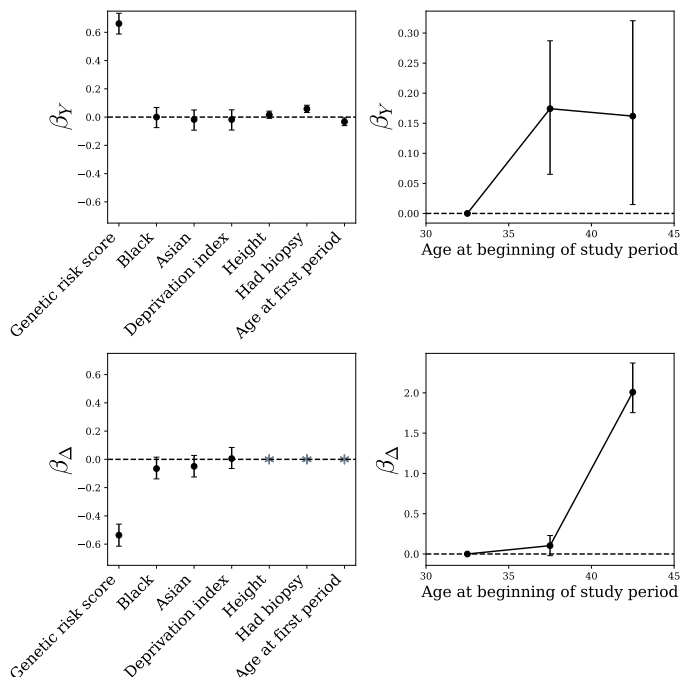 0.6
0.4
0.2
0.0
−0.2
−0.4
−0.6
βY
Genetic risk score
Black
Asian
Deprivation index
Height
Had biopsy
Age at first period
0.30
0.25
0.20
0.15
0.10
0.05
0.00
βY
30 35 40 45
Age at beginning of study period
0.6
0.4
0.2
0.0
−0.2
−0.4
−0.6
βΔ
Genetic risk score
Black
Asian
Deprivation index
Height
Had biopsy
Age at first period
2.0
1.5
1.0
0.5
0.0
βΔ
30 35 40 45
Age at beginning of study period